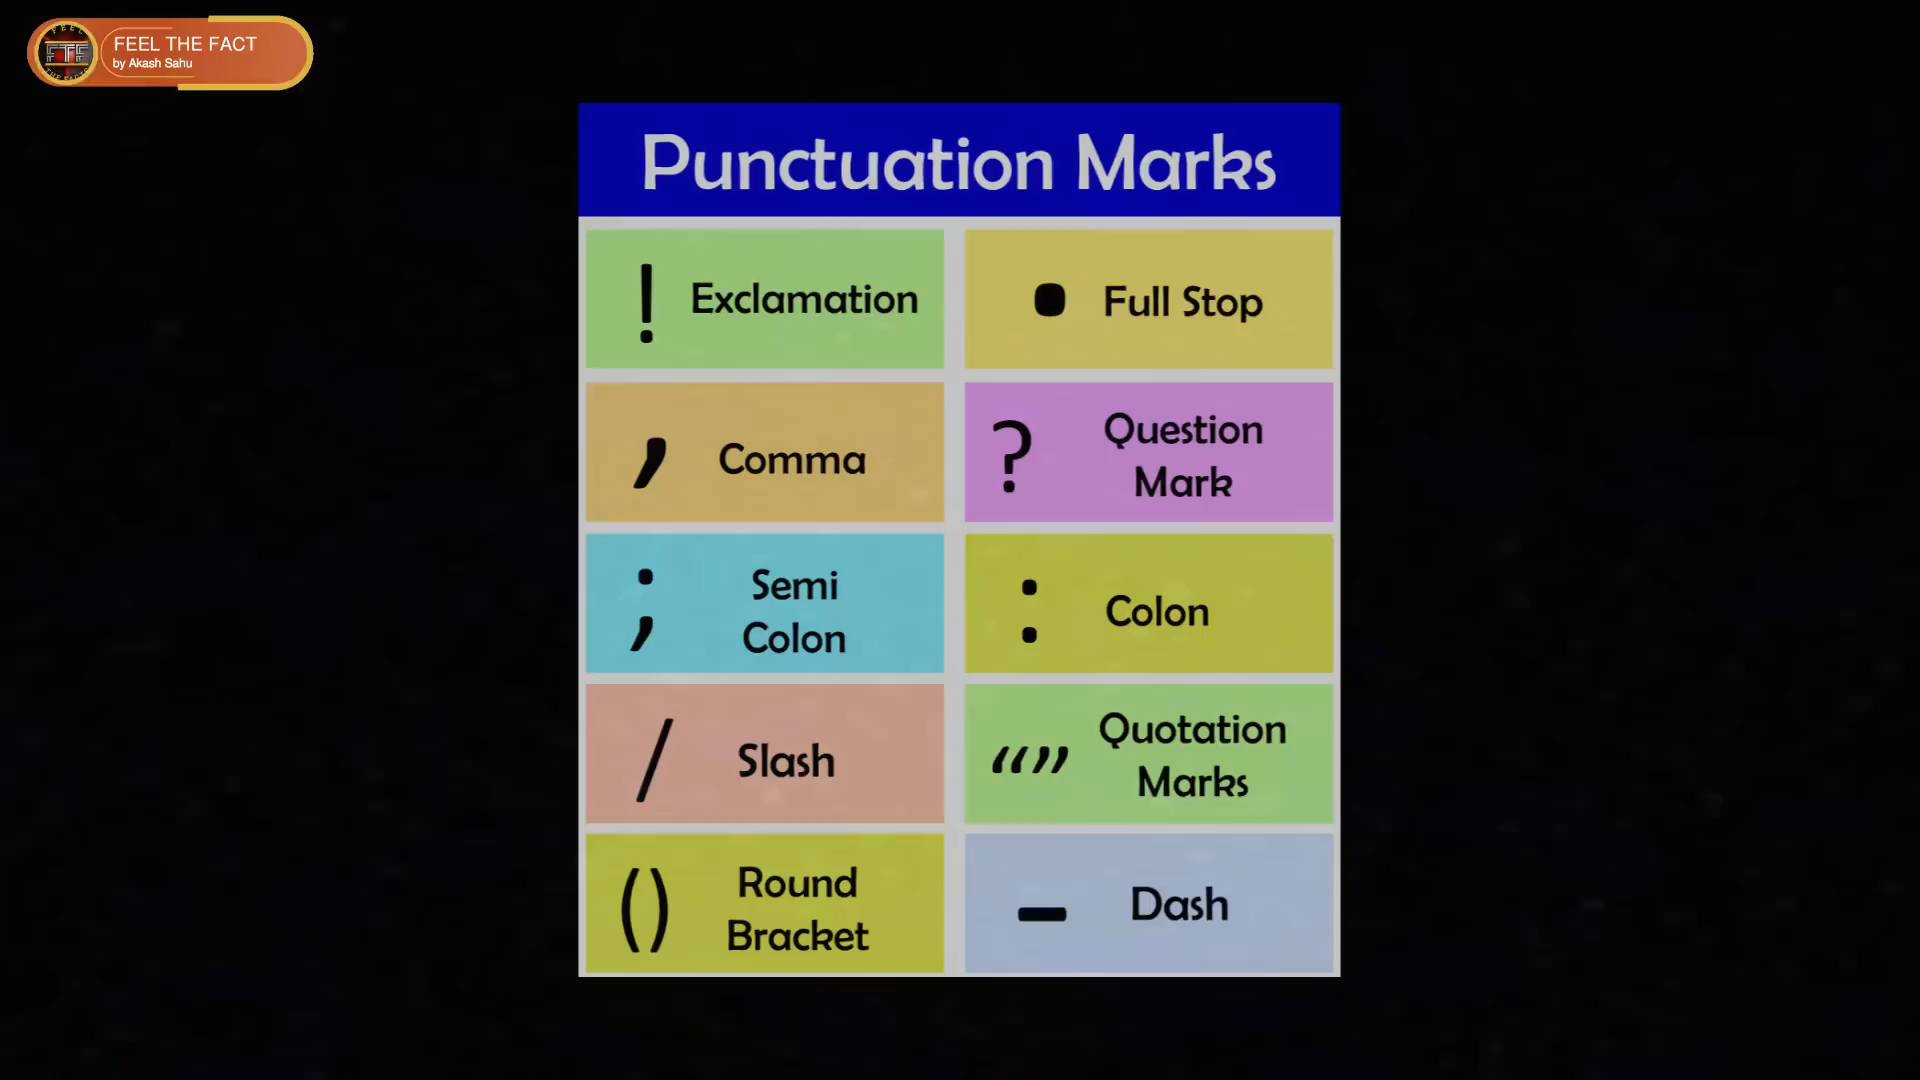 FEEL THE FACT
by Akash Sahu
Punctuation Marks
! Exclamation
. Full Stop
, Comma
? Question
Mark
; Semi
Colon
: Colon
/ Slash
“” Quotation
Marks
() Round
Bracket
– Dash